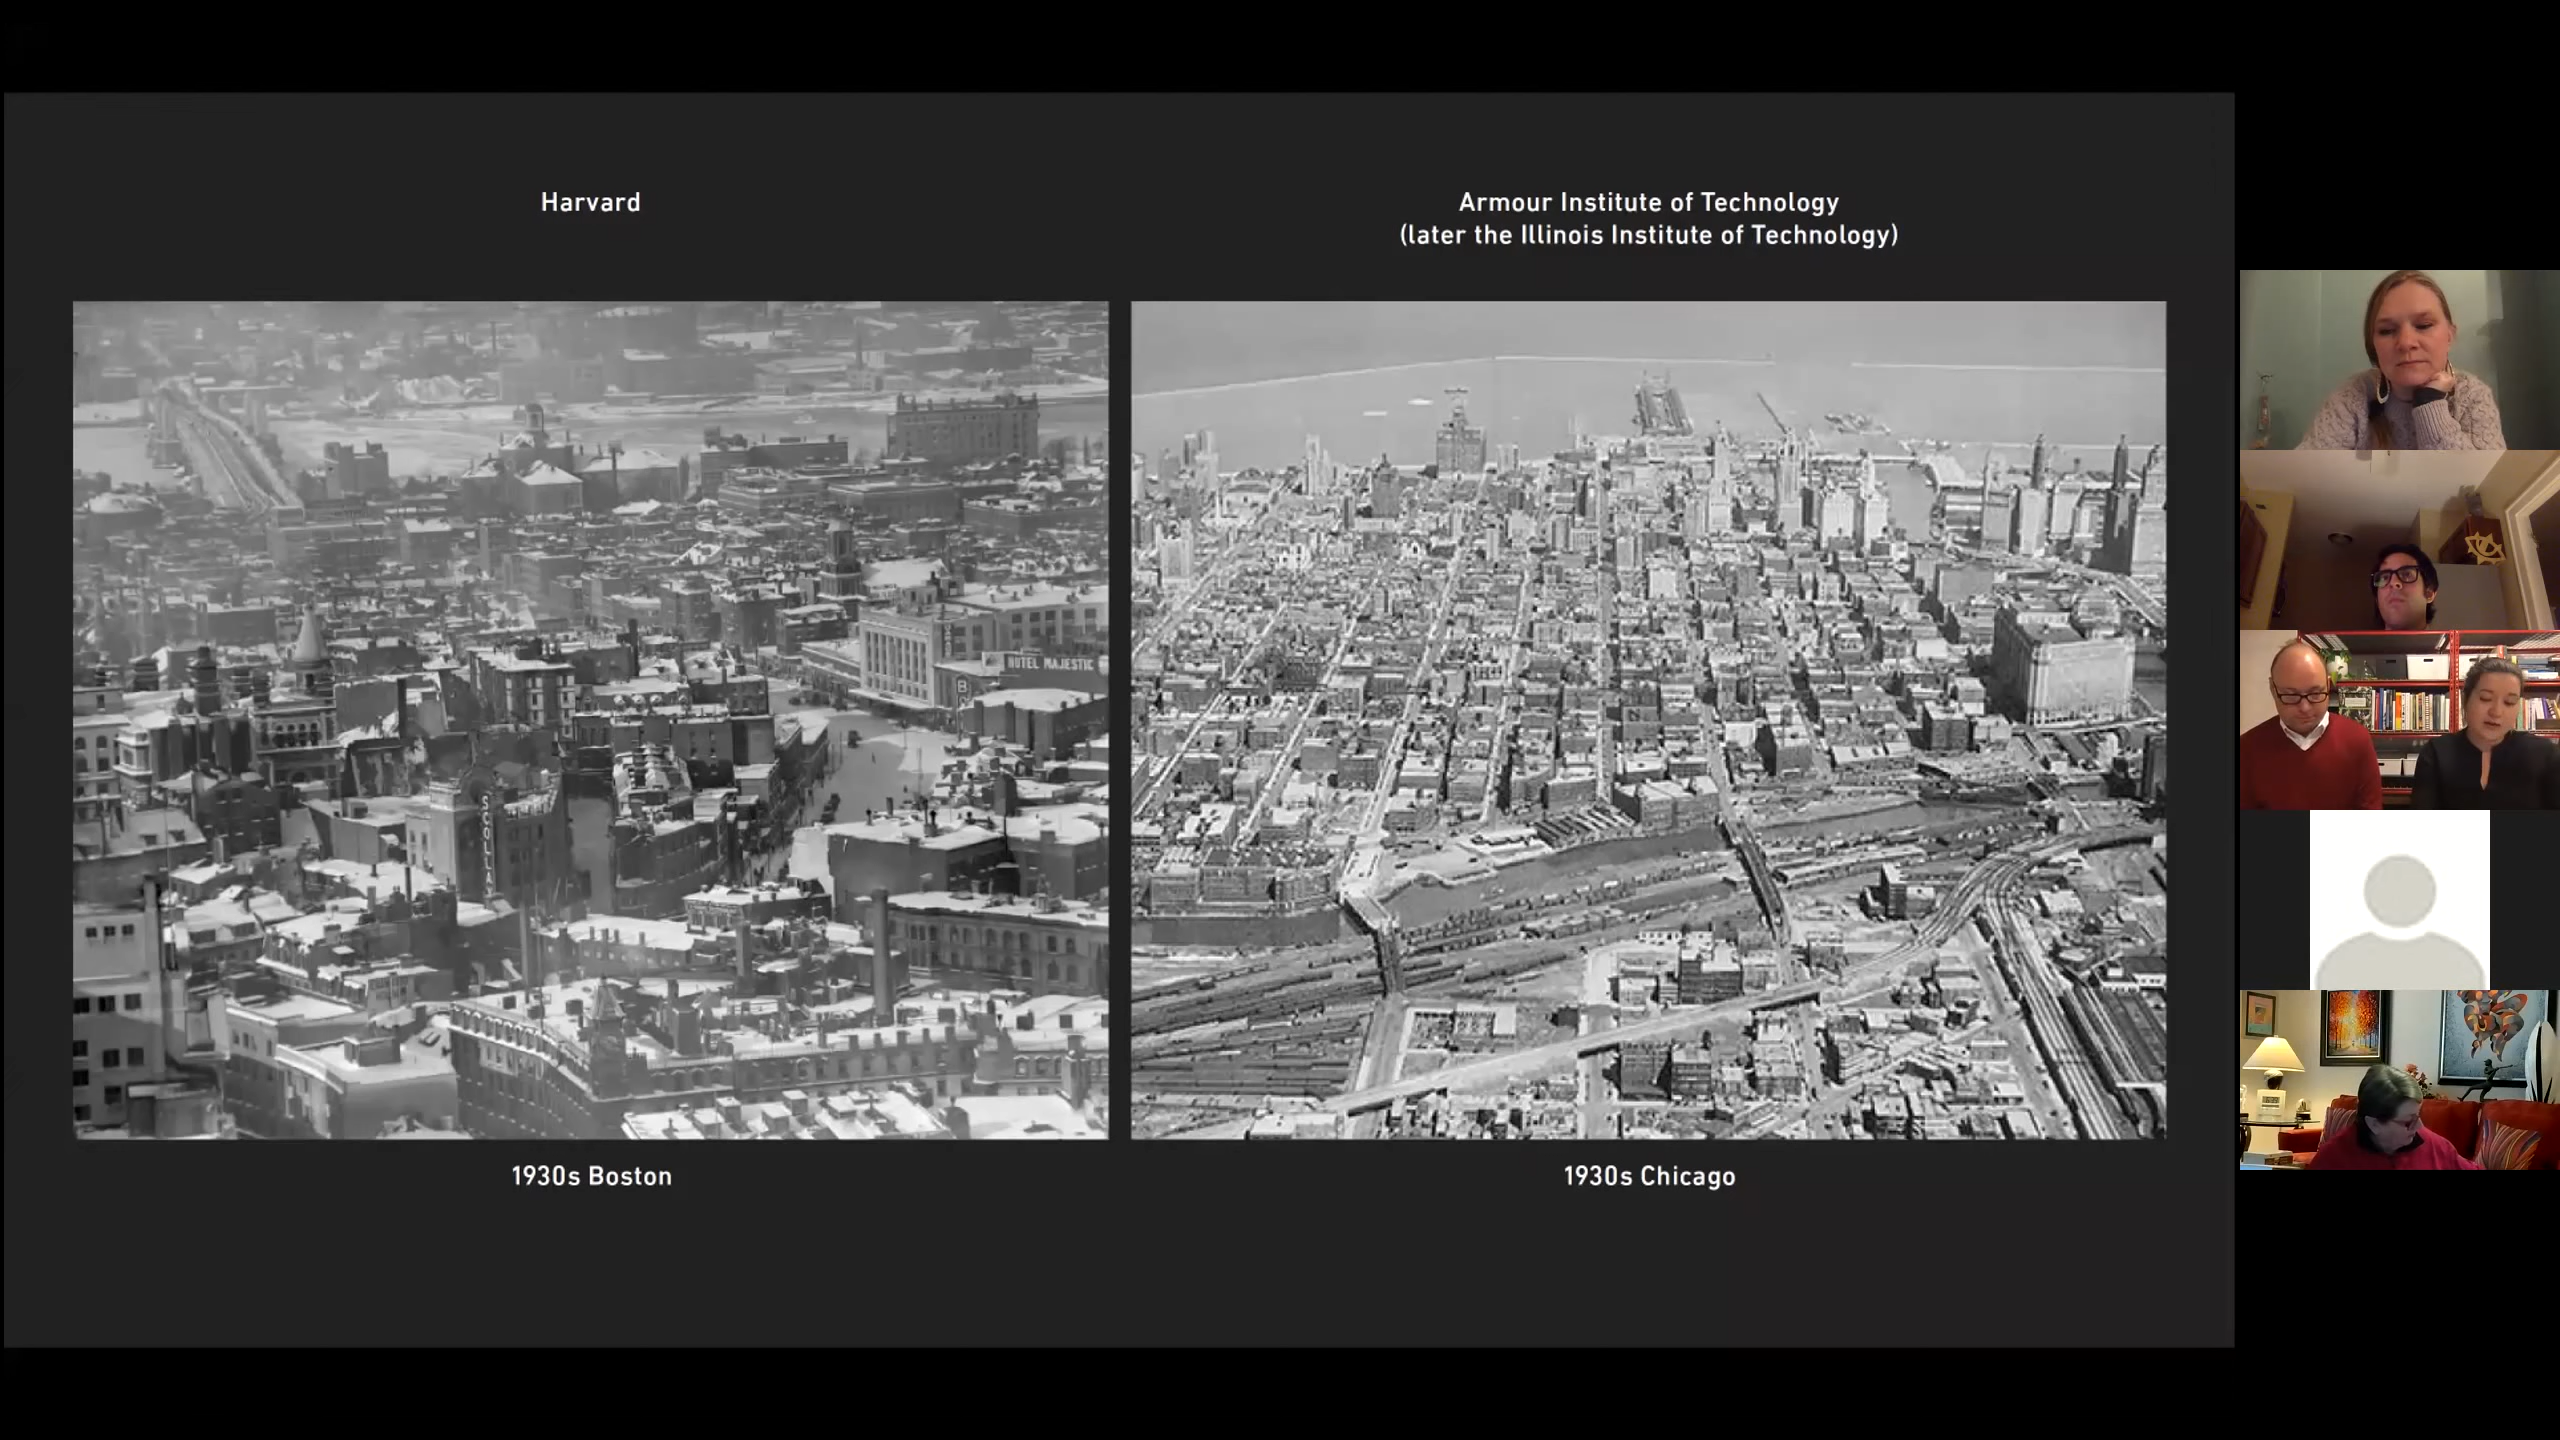 Harvard
Armour Institute of Technology
(later the Illinois Institute of Technology)
HOTEL MAJESTIC
SCOLLAY
1930s Boston
1930s Chicago